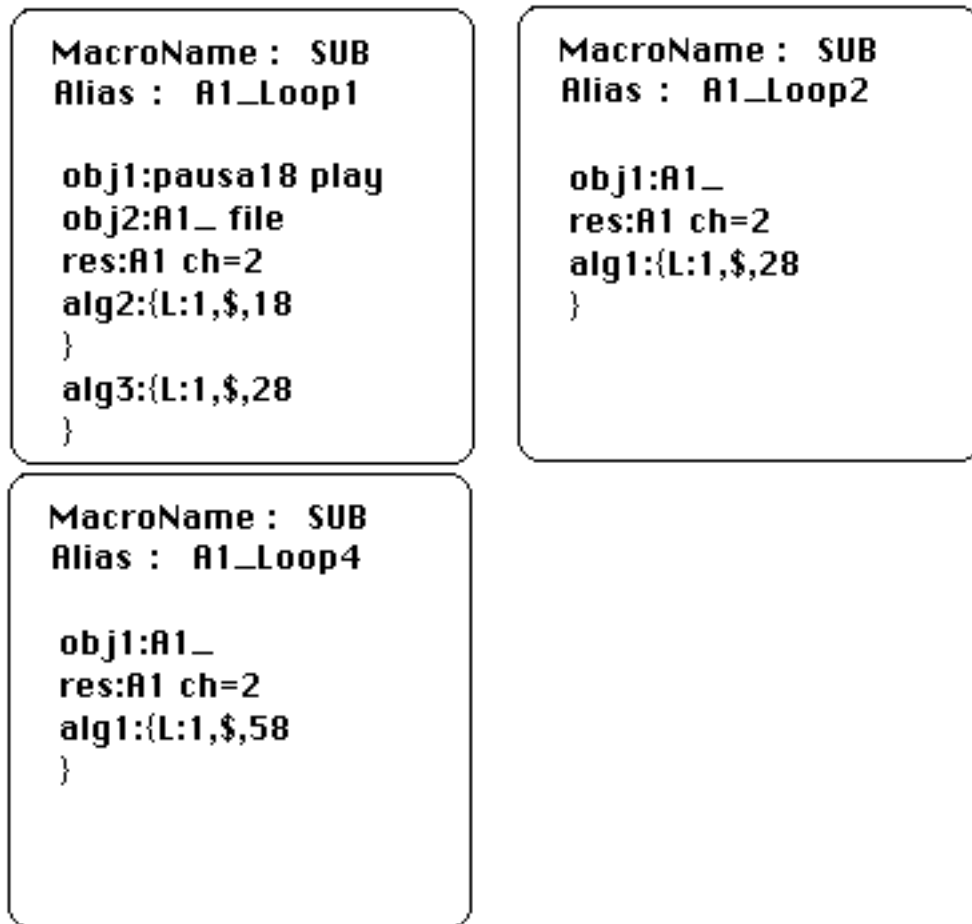 MacroName :  SUB
Alias :  A1_Loop1
obj1:pausa18 play
obj2:A1_ file
res:A1 ch=2
alg2:{L:1,$,18
}
alg3:{L:1,$,28
}
MacroName :  SUB
Alias :  A1_Loop2
obj1:A1_
res:A1 ch=2
alg1:{L:1,$,28
}
MacroName :  SUB
Alias :  A1_Loop4
obj1:A1_
res:A1 ch=2
alg1:{L:1,$,58
}